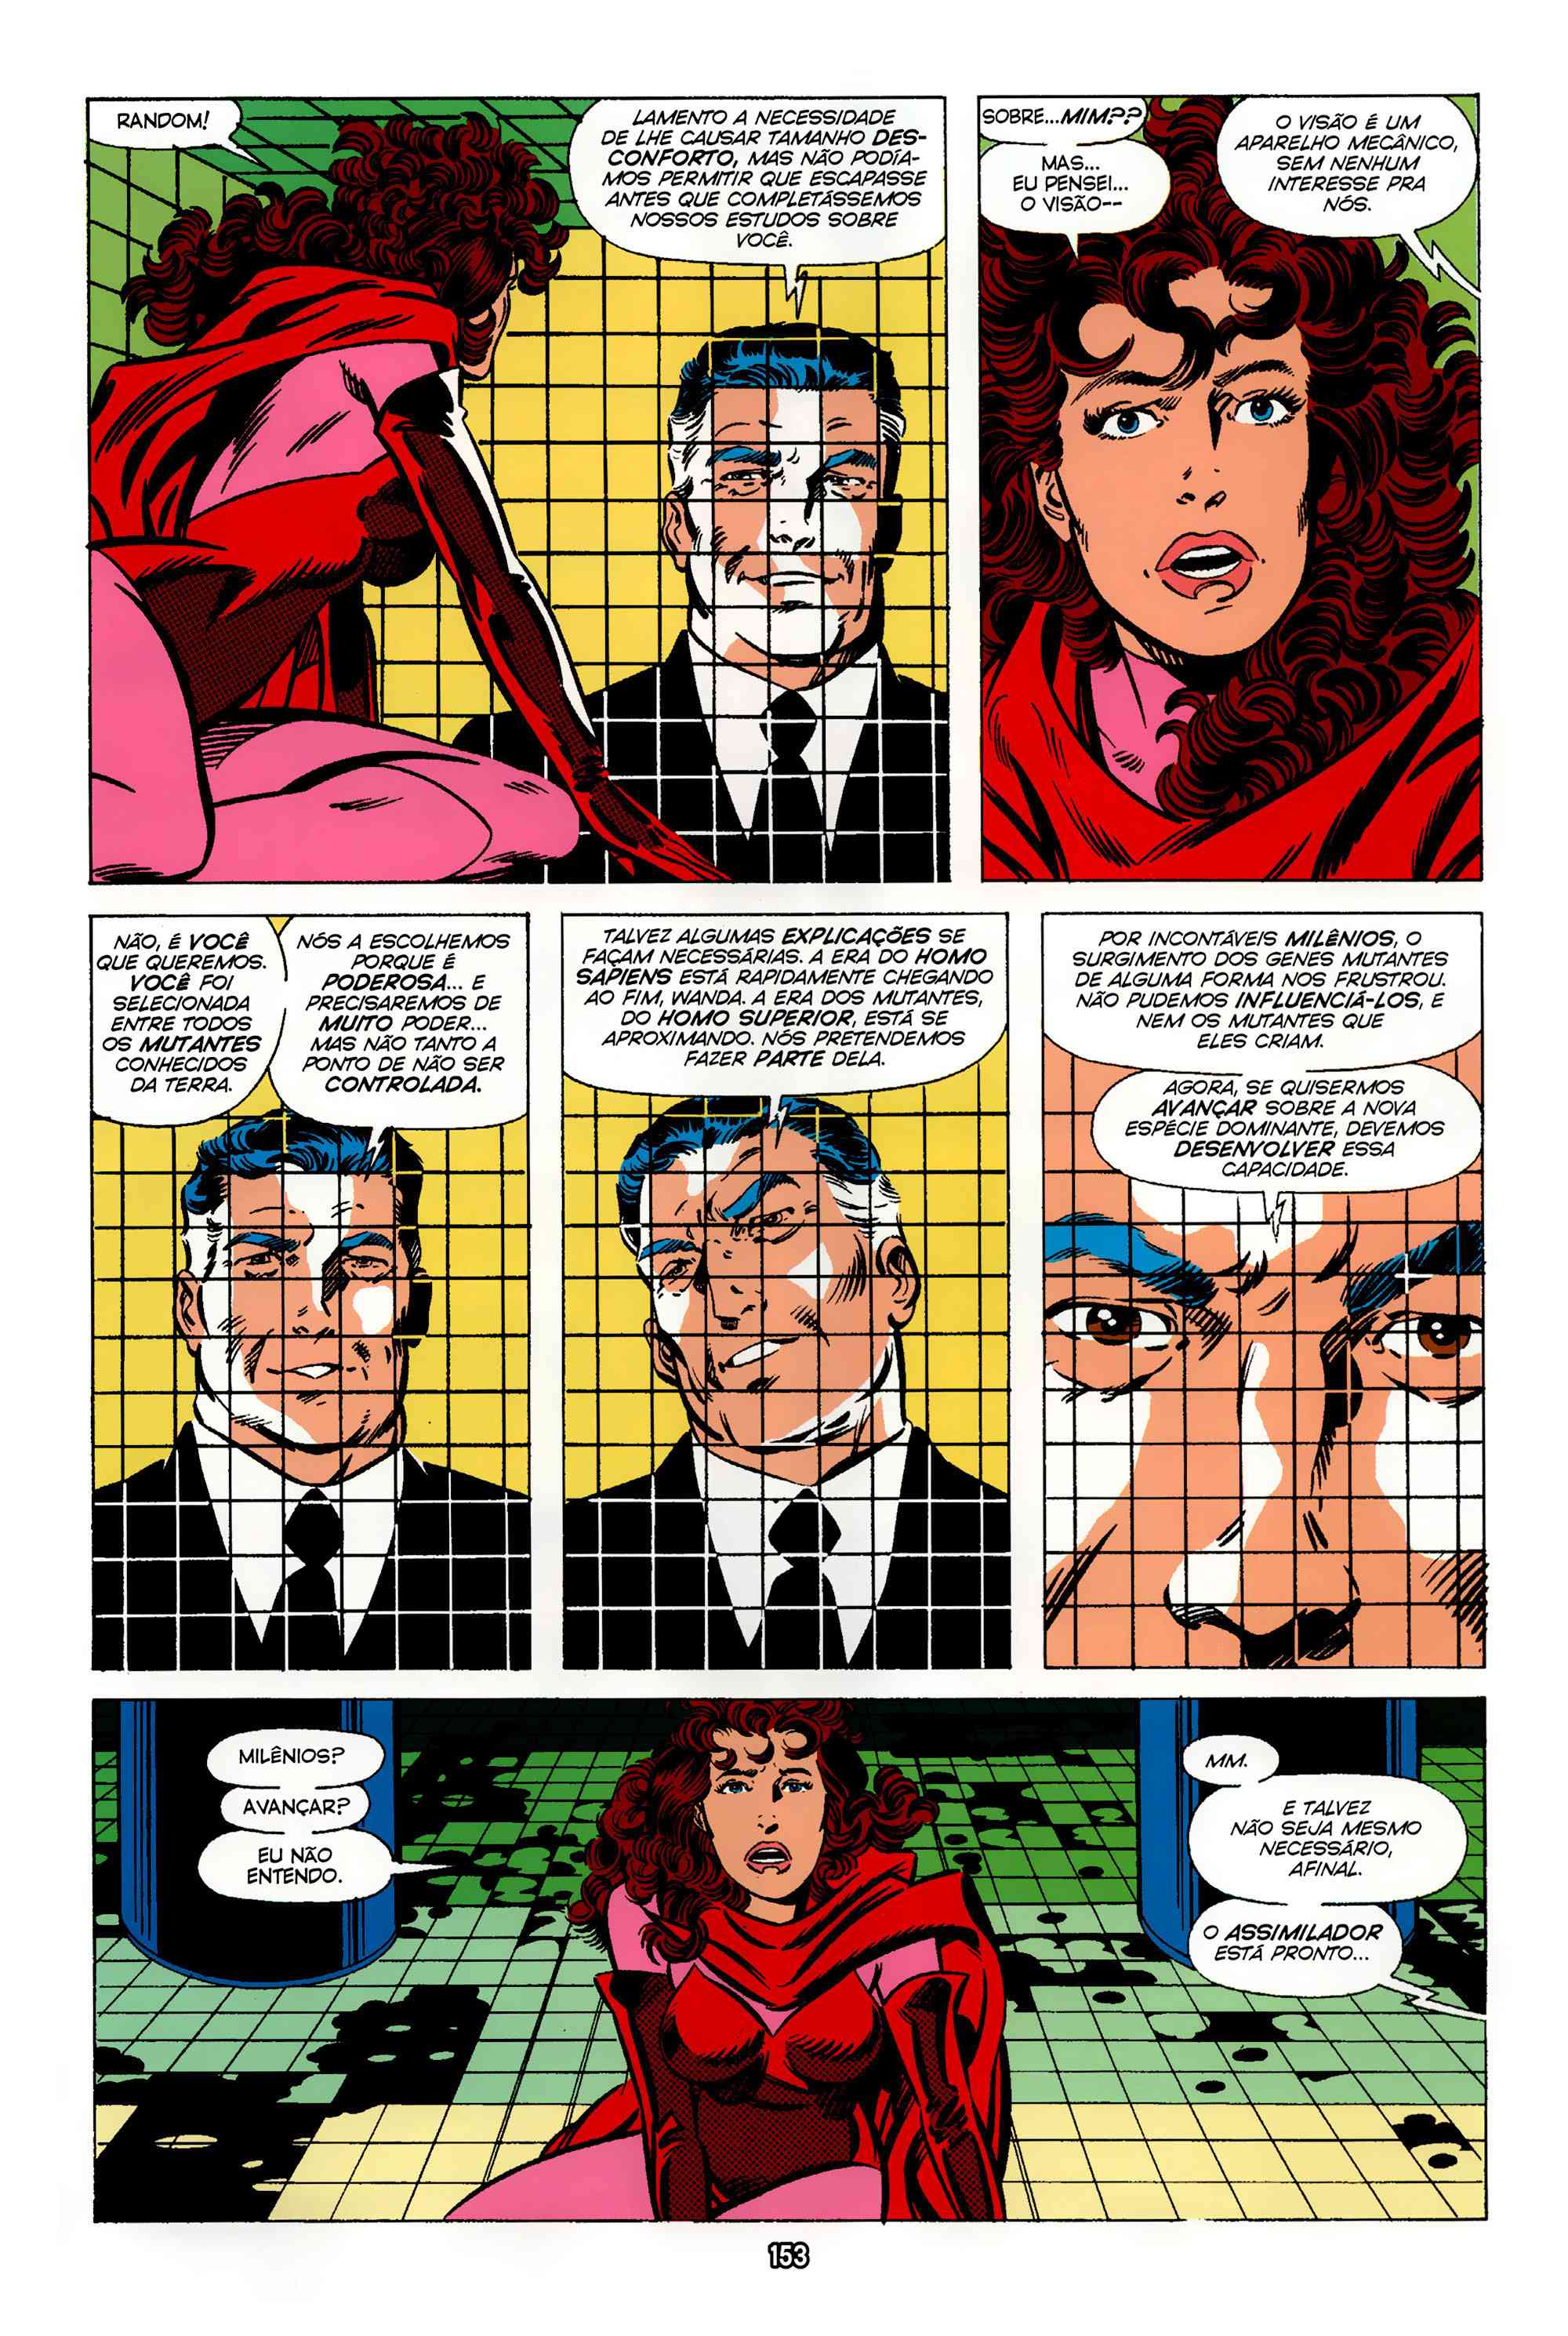 RANDOM!
LAMENTO A NECESSIDADE
DE LHE CAUSAR TAMANHO DES-
CONFORTO, MAS NÃO PODÍA-
MOS PERMITIR QUE ESCAPASSE
ANTES QUE COMPLETÁSSEMOS
NOSSOS ESTUDOS SOBRE
VOCÊ.
SOBRE...MIM??
MAS...
EU PENSEI...
O VISÃO--
O VISÃO É UM
APARELHO MECÂNICO,
SEM NENHUM
INTERESSE PRA
NÓS.
NÃO, É VOCÊ
QUE QUEREMOS.
VOCÊ FOI
SELECIONADA
ENTRE TODOS
OS MUTANTES
CONHECIDOS
DA TERRA.
NÓS A ESCOLHEMOS
PORQUE É
PODEROSA... E
PRECISAREMOS DE
MUITO PODER...
MAS NÃO TANTO A
PONTO DE NÃO SER
CONTROLADA.
TALVEZ ALGUMAS EXPLICAÇÕES SE
FAÇAM NECESSÁRIAS. A ERA DO HOMO
SAPIENS ESTÁ RAPIDAMENTE CHEGANDO
AO FIM, WANDA. A ERA DOS MUTANTES,
DO HOMO SUPERIOR, ESTÁ SE
APROXIMANDO. NÓS PRETENDEMOS
FAZER PARTE DELA.
POR INCONTÁVEIS MILÊNIOS, O
SURGIMENTO DOS GENES MUTANTES
DE ALGUMA FORMA NOS FRUSTROU.
NÃO PUDEMOS INFLUENCIÁ-LOS, E
NEM OS MUTANTES QUE
ELES CRIAM.
AGORA, SE QUISERMOS
AVANÇAR SOBRE A NOVA
ESPÉCIE DOMINANTE, DEVEMOS
DESENVOLVER ESSA
CAPACIDADE.
MILÊNIOS?
AVANÇAR?
EU NÃO
ENTENDO.
MM.
E TALVEZ
NÃO SEJA MESMO
NECESSÁRIO,
AFINAL.
O ASSIMILADOR
ESTÁ PRONTO...
153